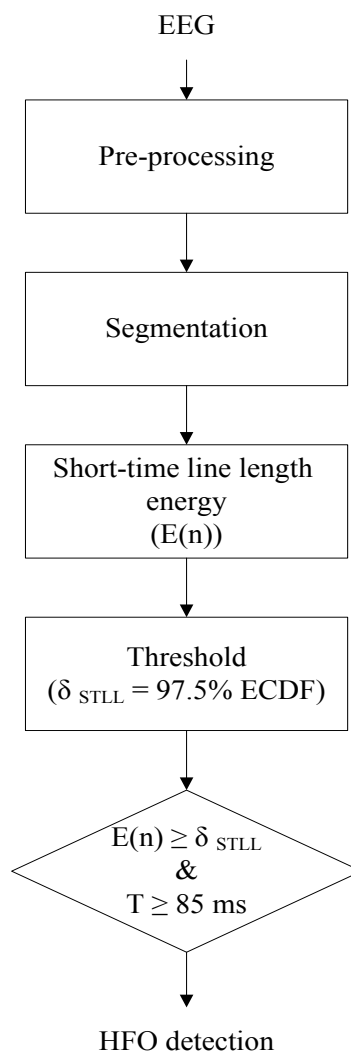 EEG
Pre-processing
Segmentation
Short-time line length
energy
(E(n))
Threshold
(δ STLL = 97.5% ECDF)
E(n) ≥ δ STLL
&
T ≥ 85 ms
HFO detection